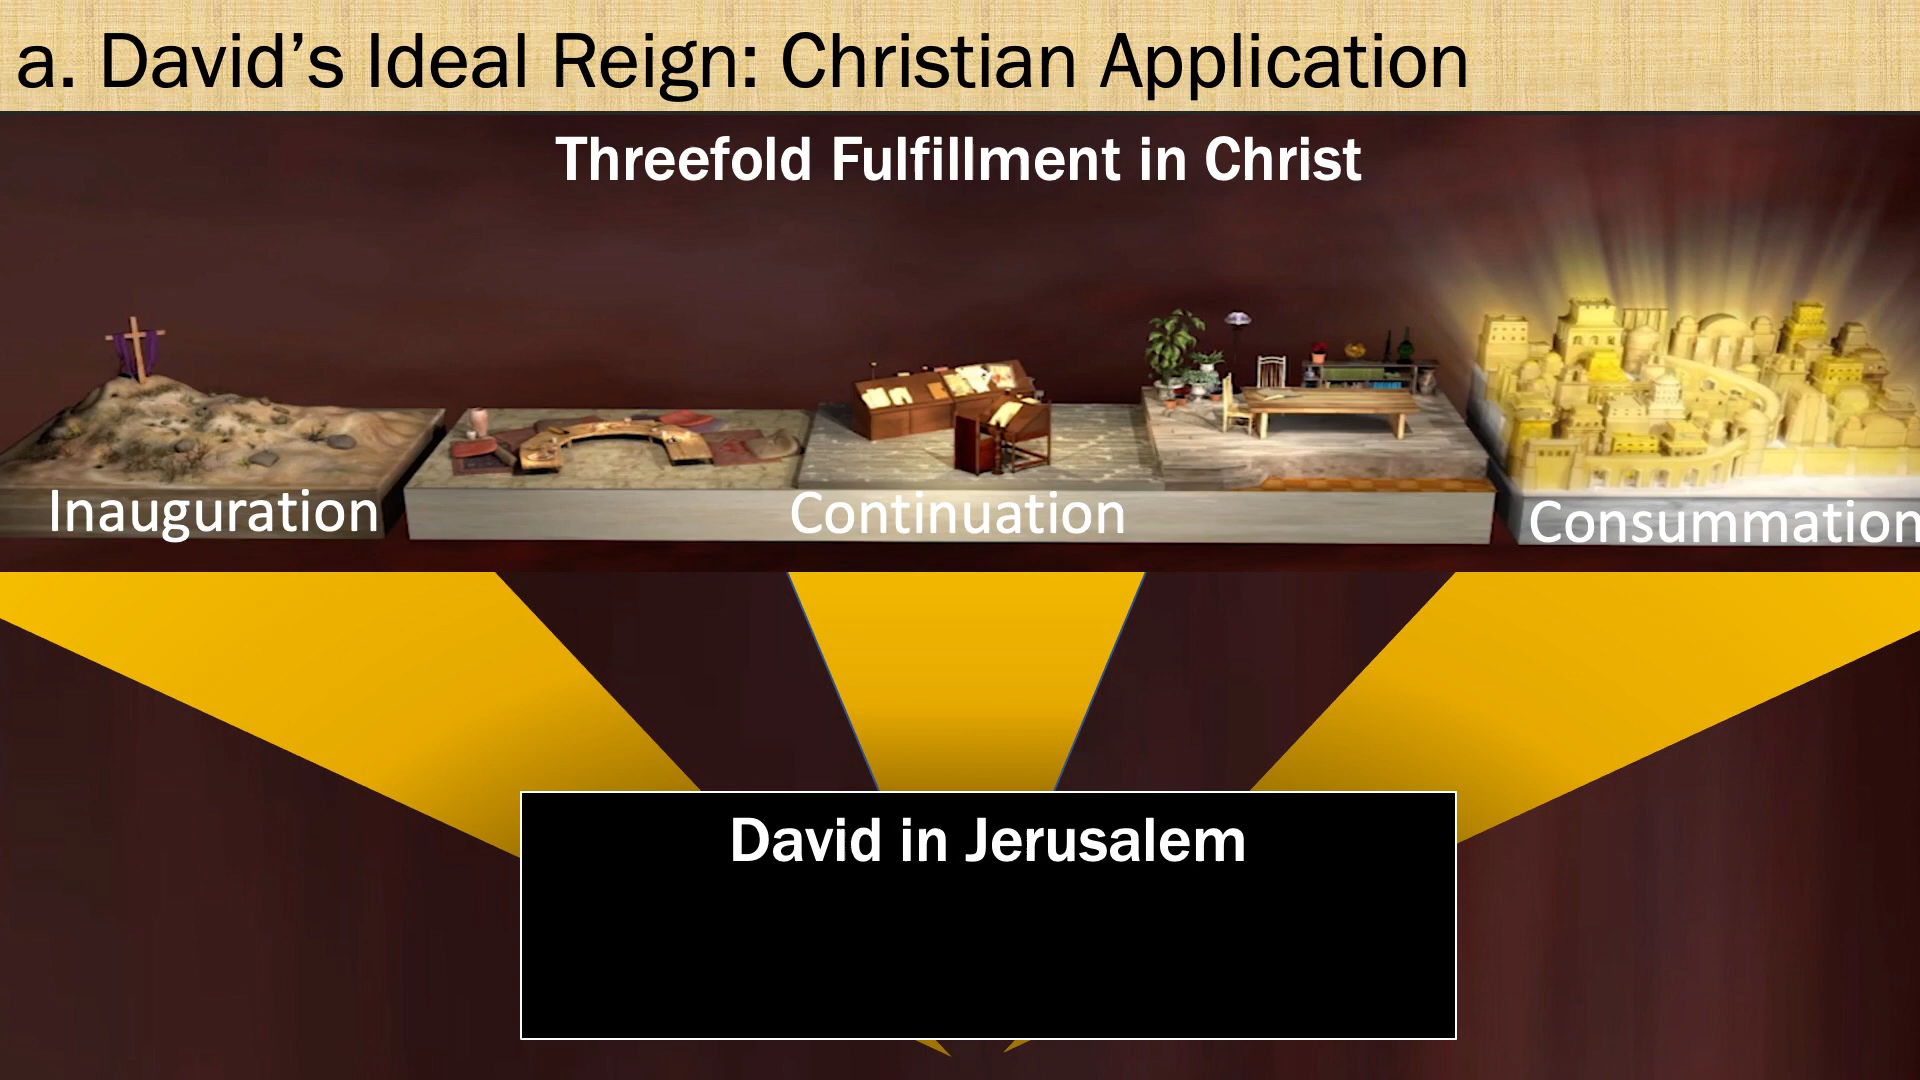 a. David’s Ideal Reign: Christian Application
Threefold Fulfillment in Christ
Inauguration
Continuation
Consummation
David in Jerusalem